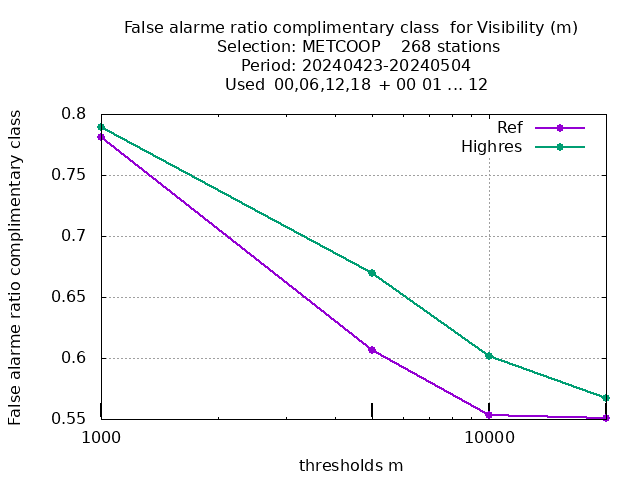 False alarme ratio complimentary class  for Visibility (m)
Selection: METCOOP    268 stations
Period: 20240423-20240504
Used  00,06,12,18 + 00 01 ... 12
False alarme ratio complimentary class
0.8
0.75
0.7
0.65
0.6
0.55
Ref
Highres
1000
10000
thresholds m